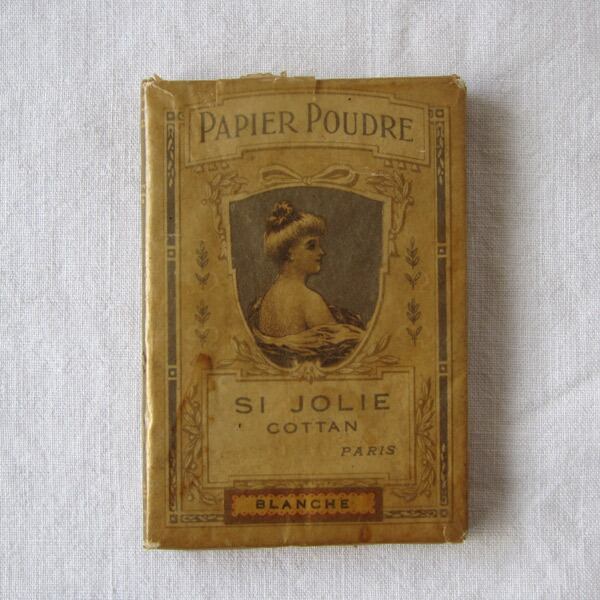 PAPIER POUDRE
SI JOLIE
COTTAN
PARIS
BLANCHE